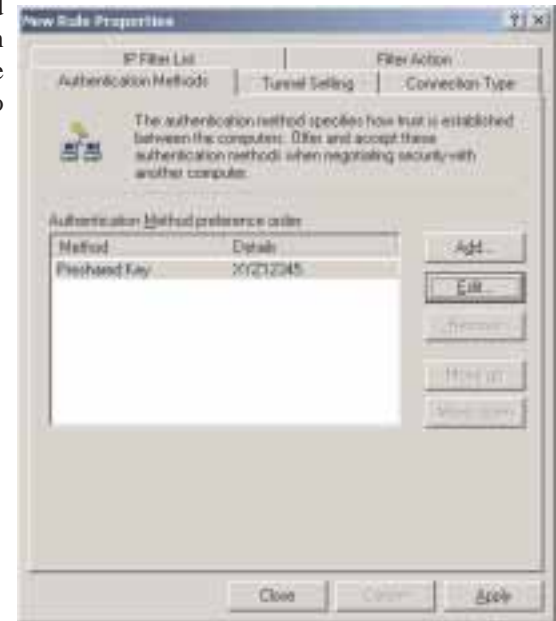 New Rule Properties
IP Filter List
Filter Action
Authentication Methods
Tunnel Setting
Connection Type
The authentication method specifies how trust is established
between the computers. Offer and accept these
authentication methods when negotiating security with
another computer.
Authentication Method preference order:
Method
Details
Preshared Key
XYZ12345
Add...
Edit...
Remove
Move up
Move down
Close
Cancel
Apply